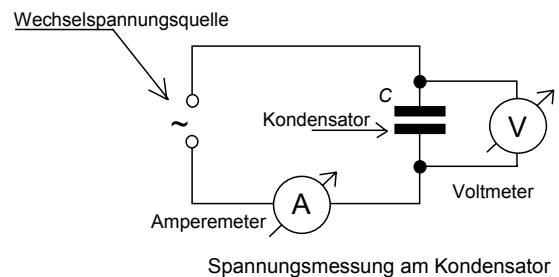 Wechselspannungsquelle
C
~
Kondensator
V
Voltmeter
A
Amperemeter
Spannungsmessung am Kondensator